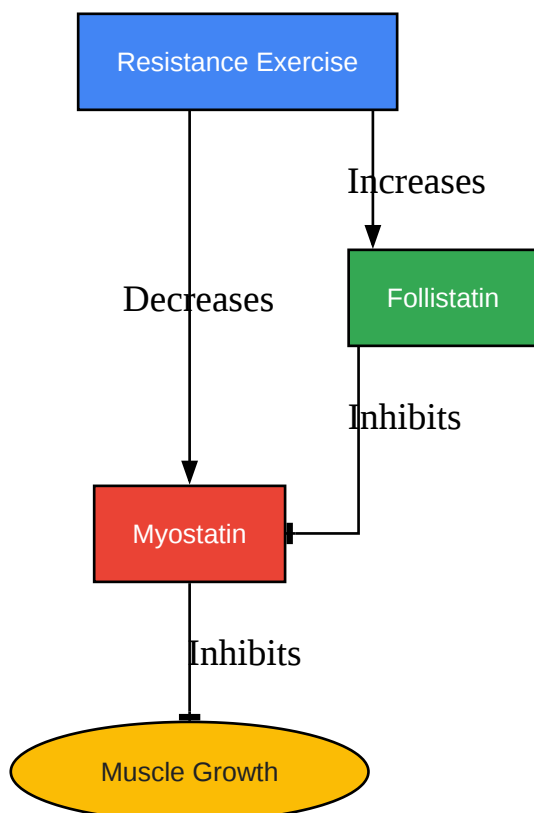 Resistance Exercise
Increases
Follistatin
Decreases
Inhibits
Myostatin
Inhibits
Muscle Growth